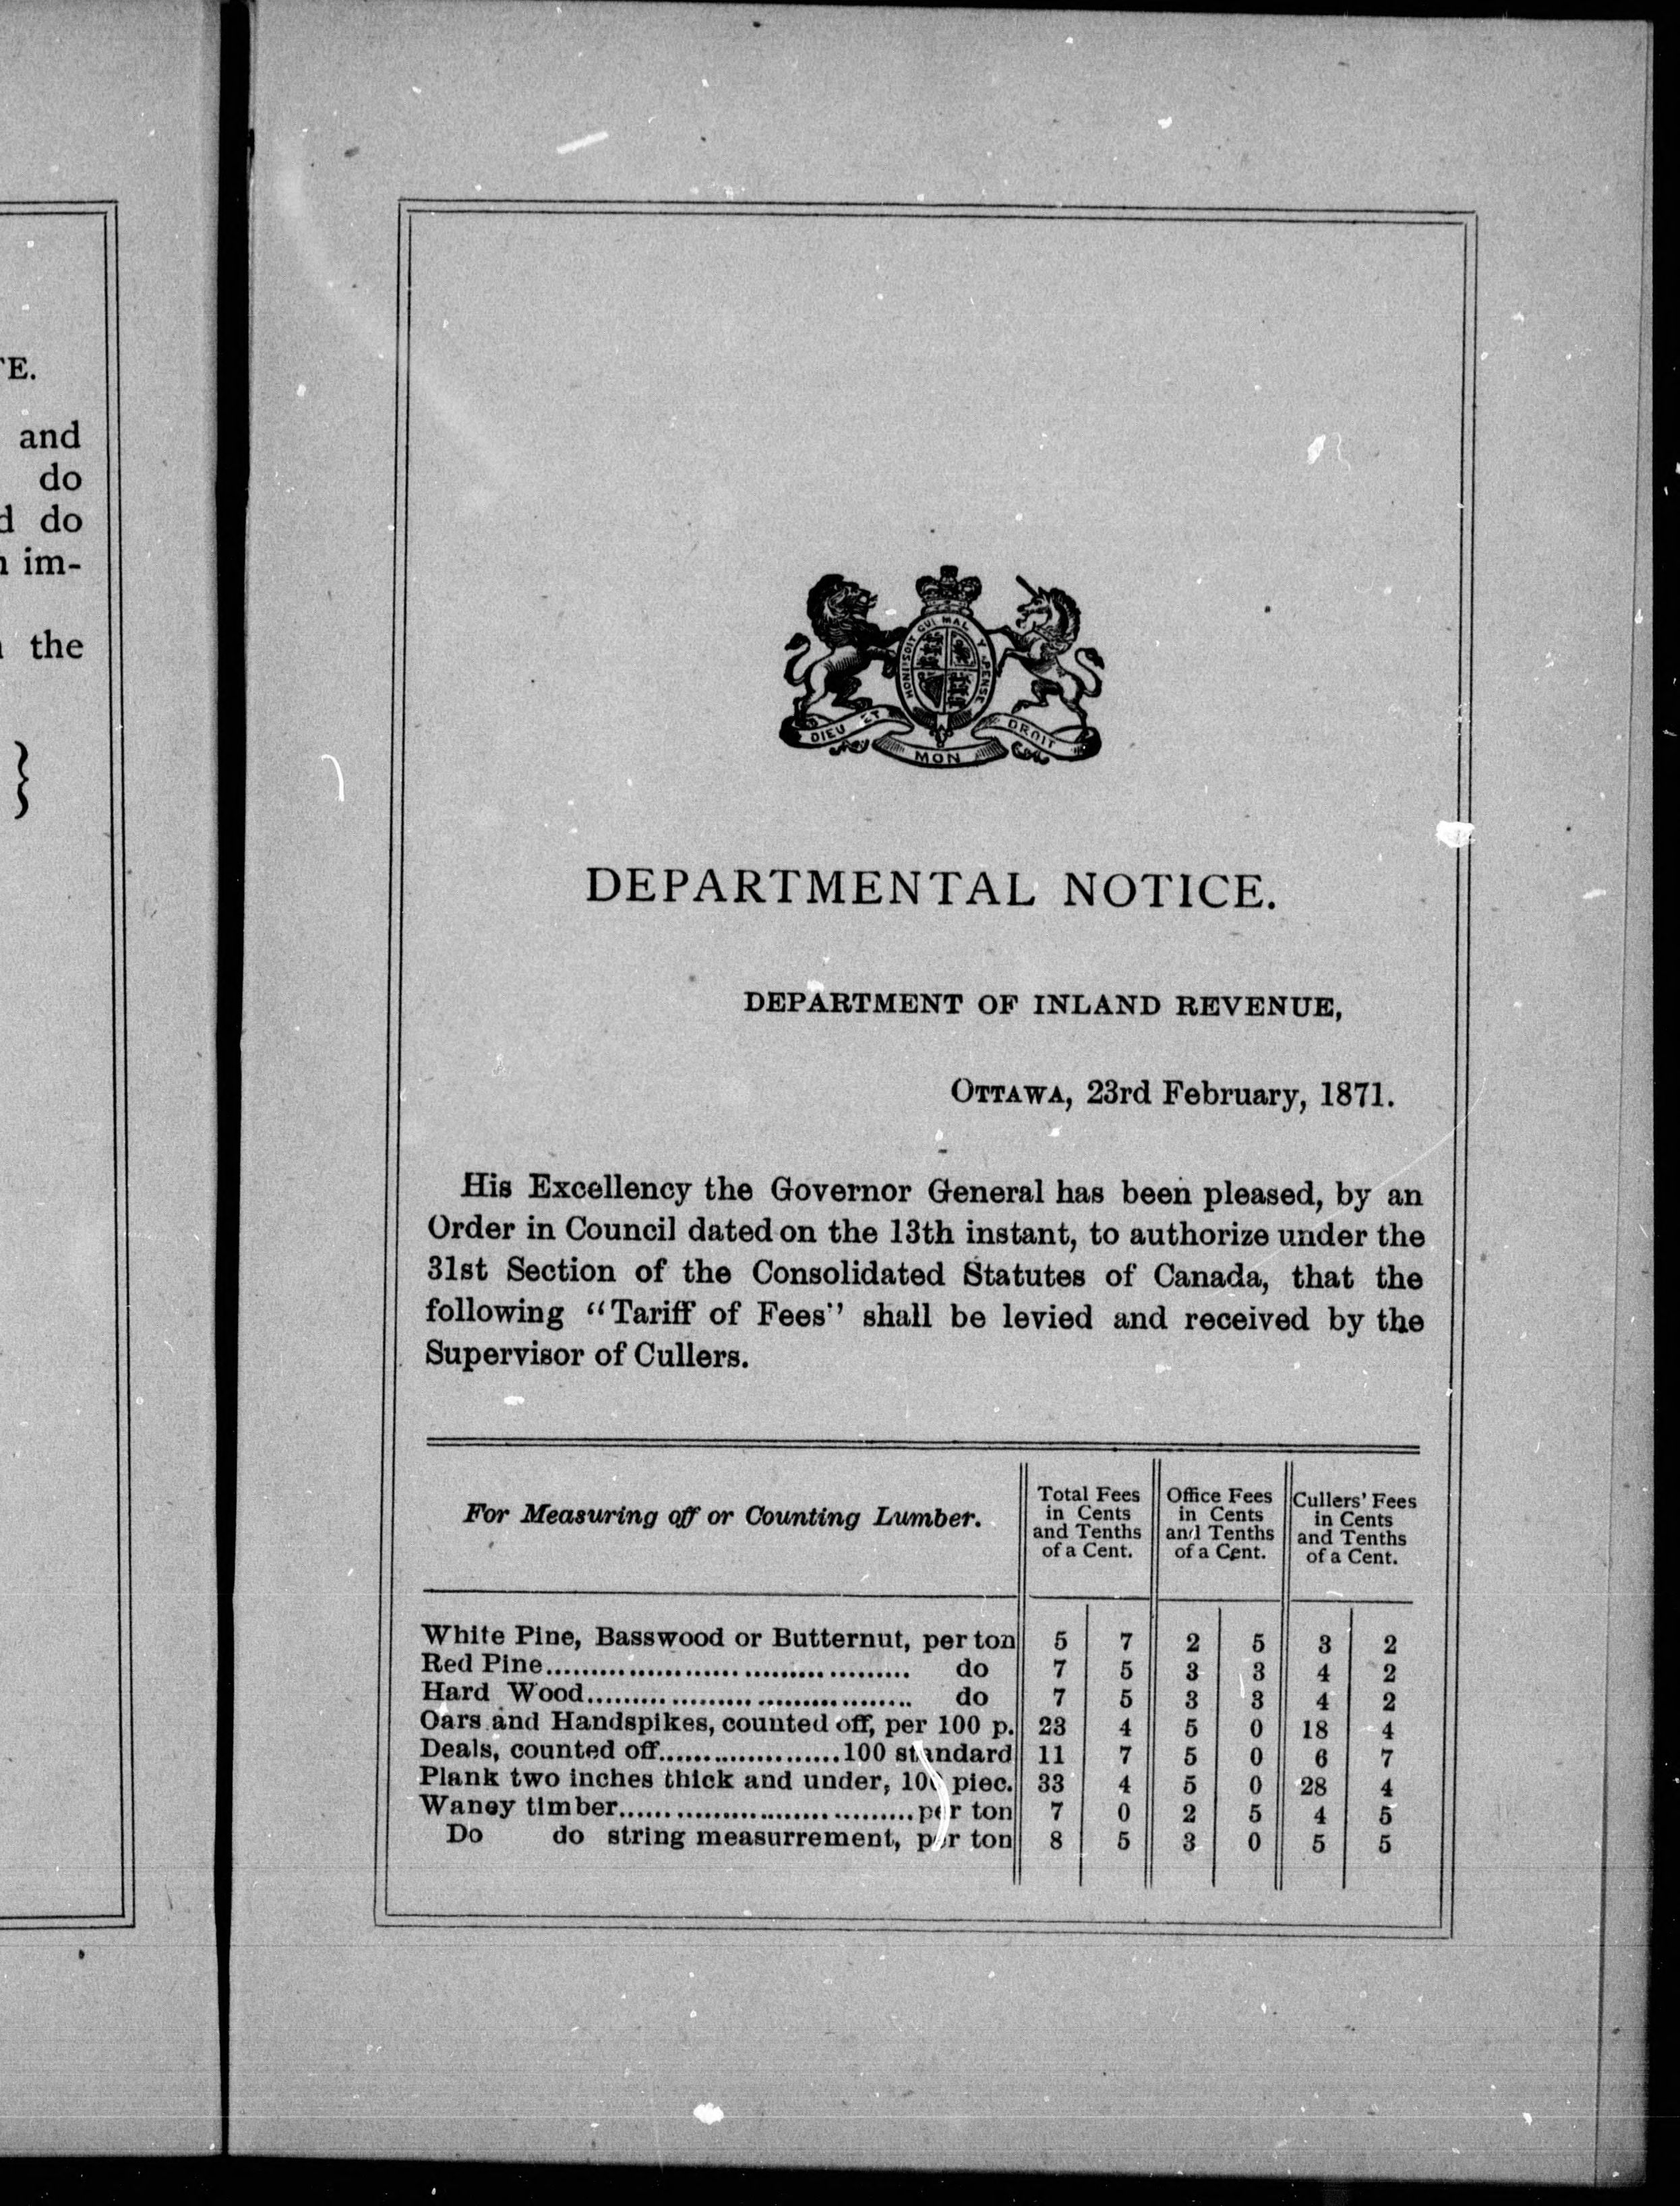 TE.
and
do
d do
im-
the
HONI SOIT QUI MAL Y PENSE
DIEU ET MON DROIT
DEPARTMENTAL NOTICE.
DEPARTMENT OF INLAND REVENUE,
OTTAWA, 23rd February, 1871.
His Excellency the Governor General has been pleased, by an
Order in Council dated on the 13th instant, to authorize under the
31st Section of the Consolidated Statutes of Canada, that the
following "Tariff of Fees" shall be levied and received by the
Supervisor of Cullers.
For Measuring off or Counting Lumber.
Total Fees
in Cents
and Tenths
of a Cent.
Office Fees
in Cents
and Tenths
of a Cent.
Cullers' Fees
in Cents
and Tenths
of a Cent.
White Pine, Basswood or Butternut, per ton 5 7 2 5 3 2
Red Pine........................................ do 7 5 3 3 4 2
Hard Wood.................................... do 7 5 3 3 4 2
Oars and Handspikes, counted off, per 100 p. 23 4 5 0 18 4
Deals, counted off....................100 standard 11 7 5 0 6 7
Plank two inches thick and under, 100 piec. 33 4 5 0 28 4
Waney timber.................................per ton 7 0 2 5 4 5
Do do string measurrement, per ton 8 5 3 0 5 5